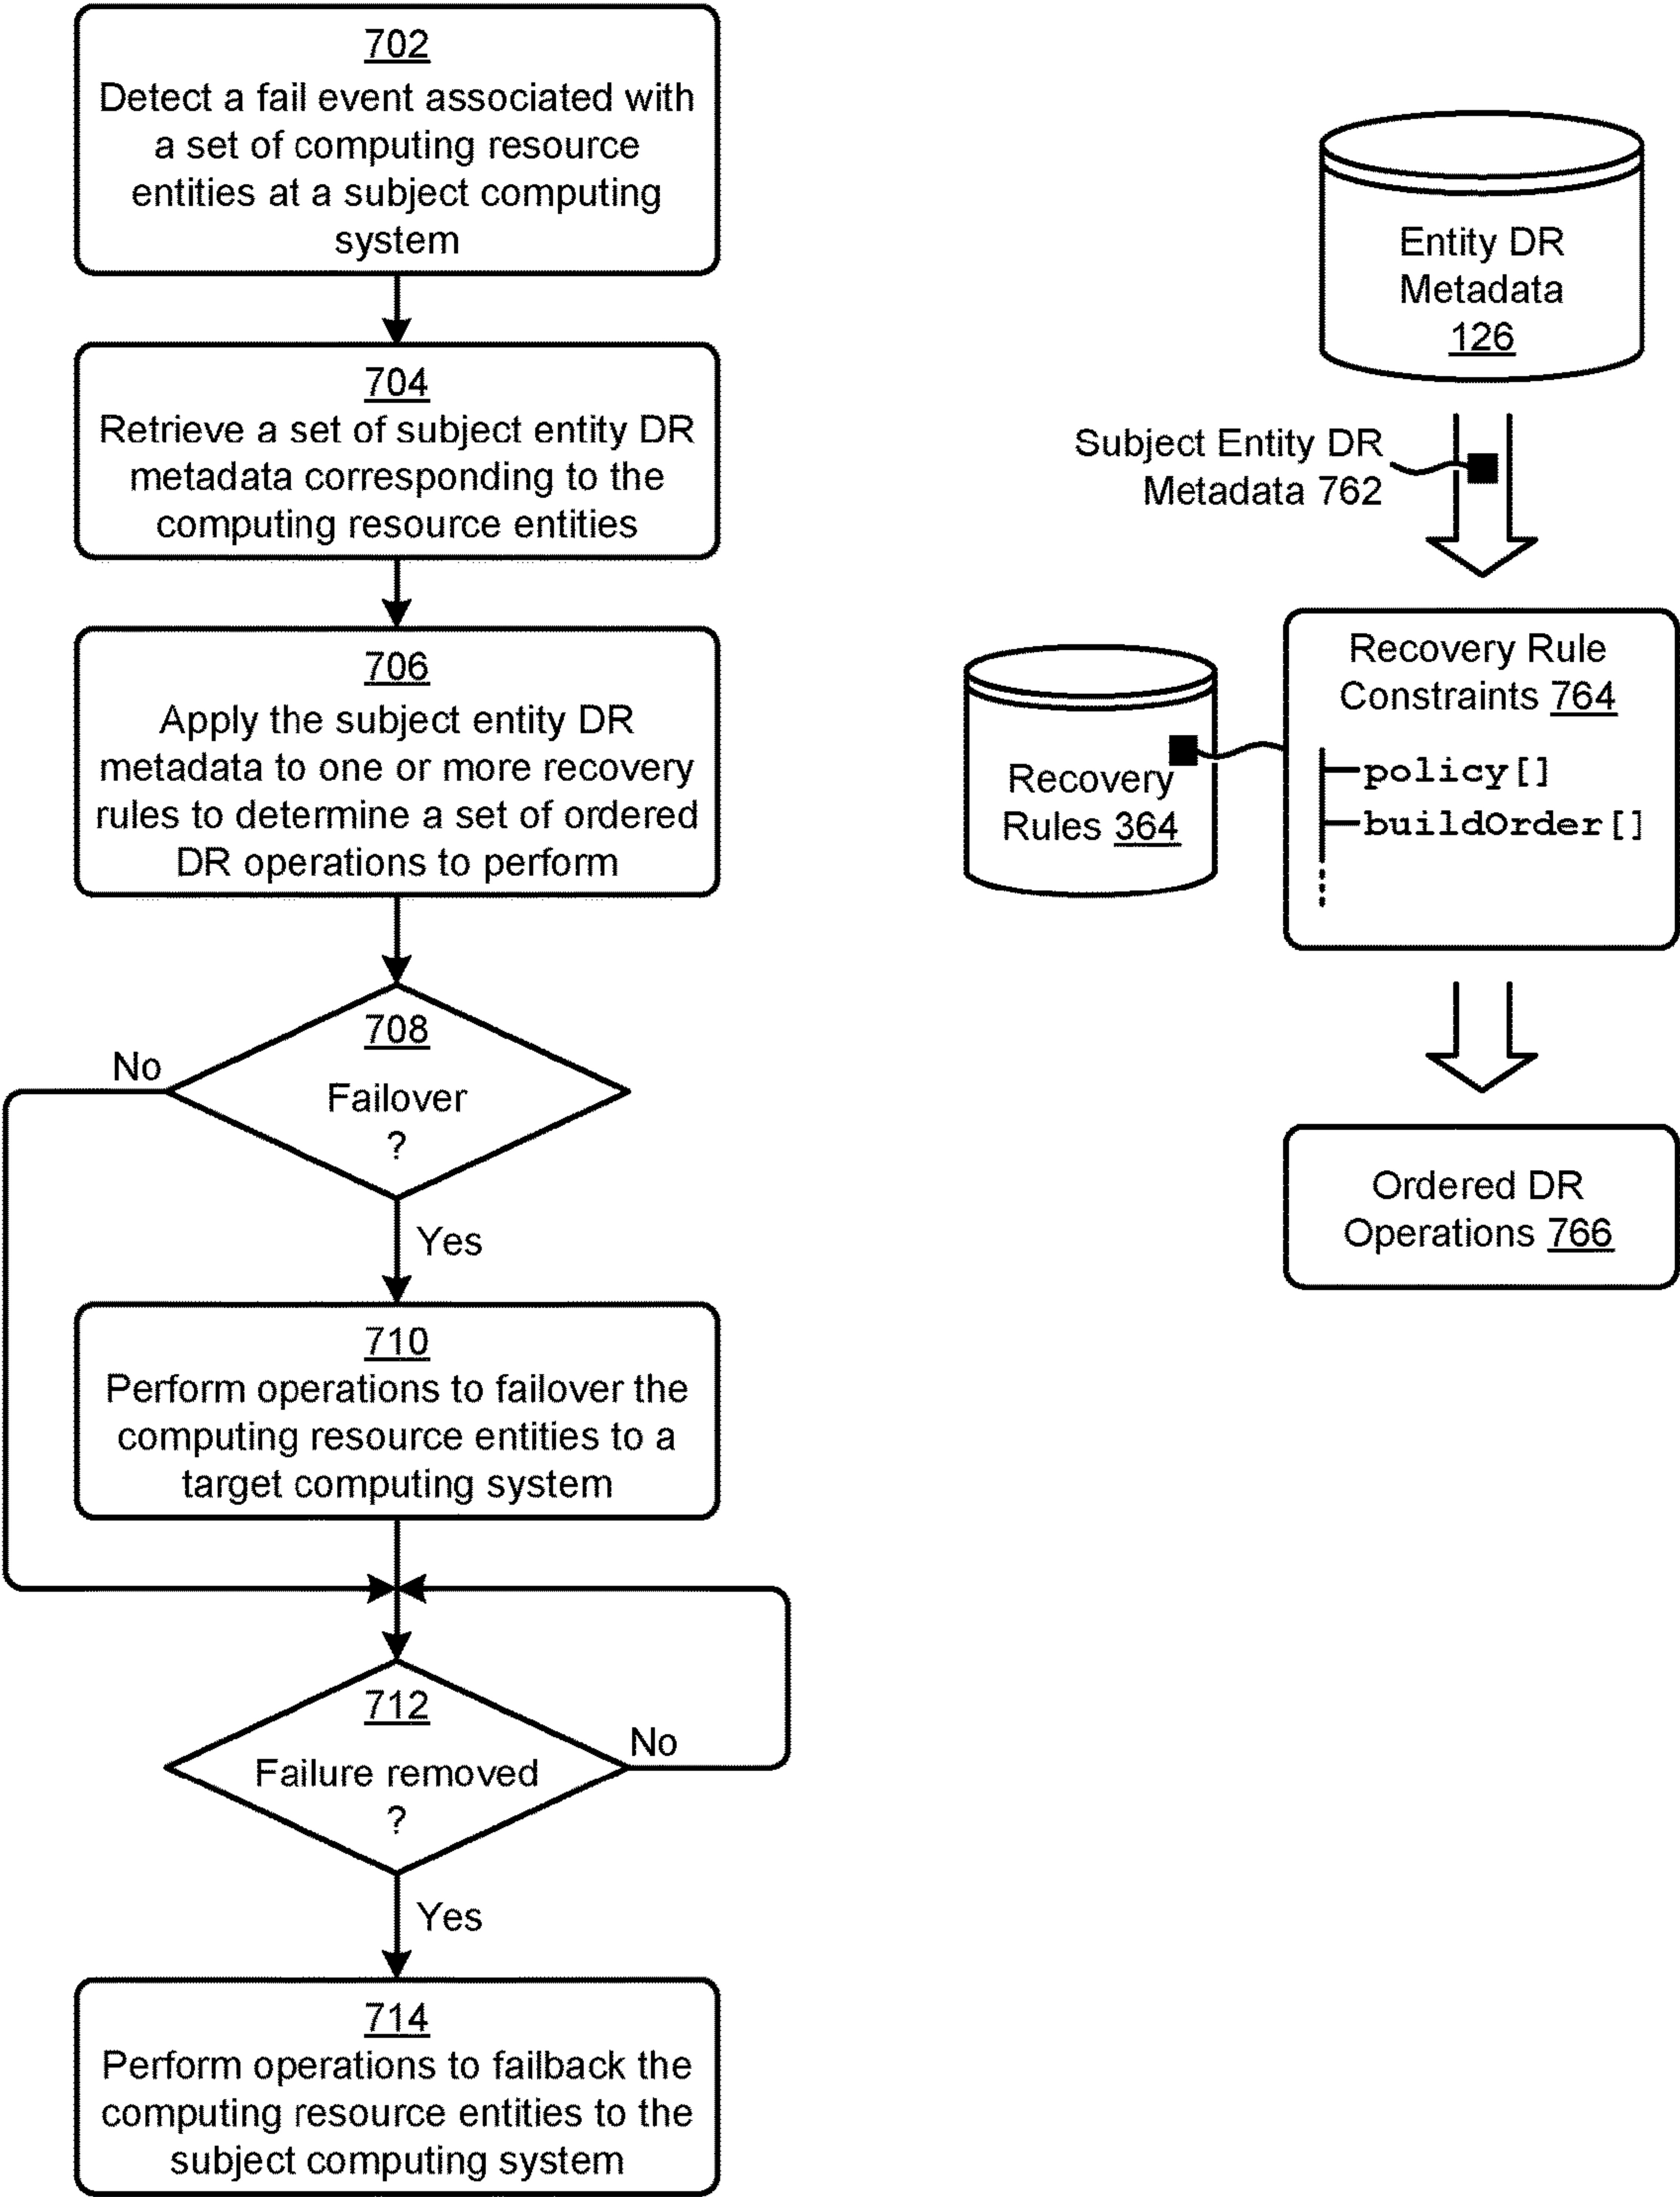 702
Detect a fail event associated with
a set of computing resource
entities at a subject computing
system
704
Retrieve a set of subject entity DR
metadata corresponding to the
computing resource entities
706
Apply the subject entity DR
metadata to one or more recovery
rules to determine a set of ordered
DR operations to perform
708
Failover
?
No
Yes
710
Perform operations to failover the
computing resource entities to a
target computing system
712
Failure removed
?
No
Yes
714
Perform operations to failback the
computing resource entities to the
subject computing system
Entity DR
Metadata
126
Subject Entity DR
Metadata 762
Recovery
Rules 364
Recovery Rule
Constraints 764
policy[]
buildOrder[]
Ordered DR
Operations 766